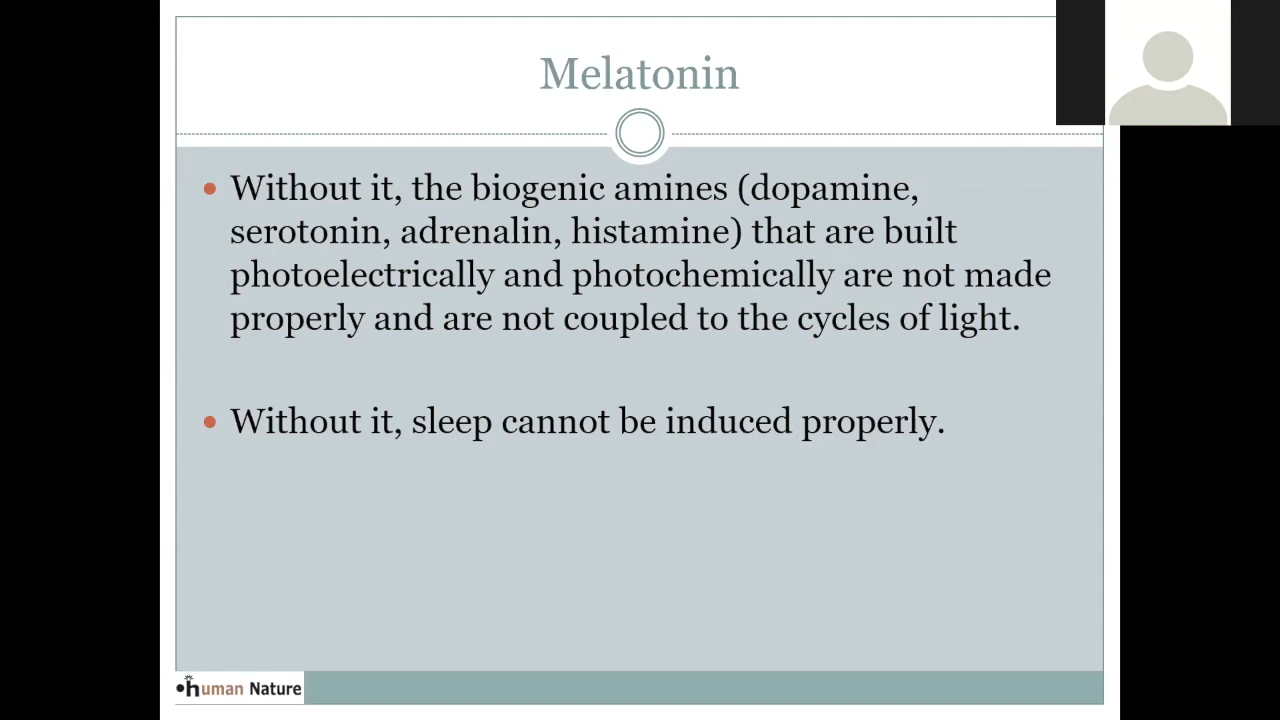 Melatonin
Without it, the biogenic amines (dopamine,
serotonin, adrenalin, histamine) that are built
photoelectrically and photochemically are not made
properly and are not coupled to the cycles of light.
Without it, sleep cannot be induced properly.
human Nature